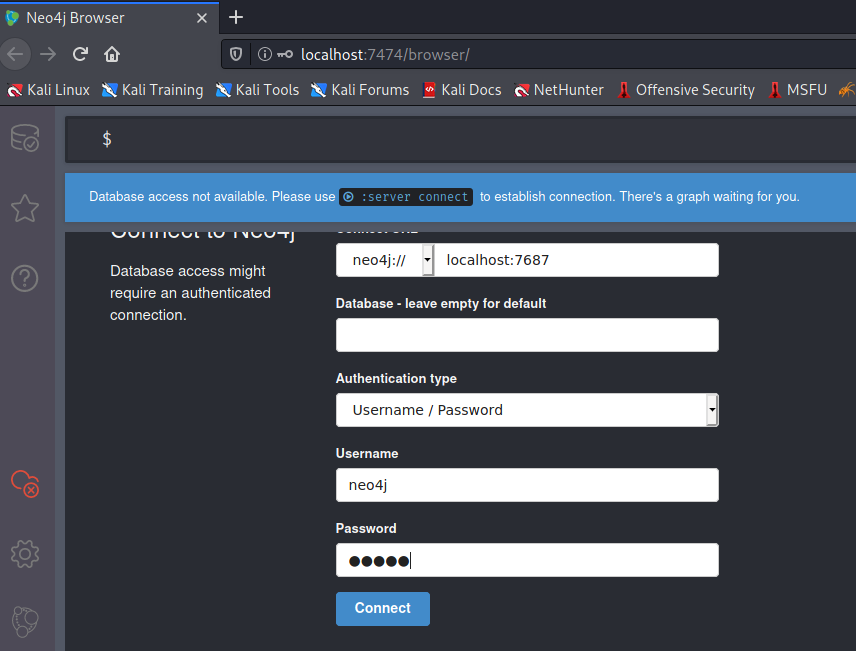 Neo4j Browser
localhost:7474/browser/
Kali Linux Kali Training Kali Tools Kali Forums Kali Docs NetHunter Offensive Security MSFU
$
Database access not available. Please use :server connect to establish connection. There's a graph waiting for you.
Connect to Neo4j
Database access might
require an authenticated
connection.
neo4j:// localhost:7687
Database - leave empty for default
Authentication type
Username / Password
Username
neo4j
Password
●●●●●
Connect